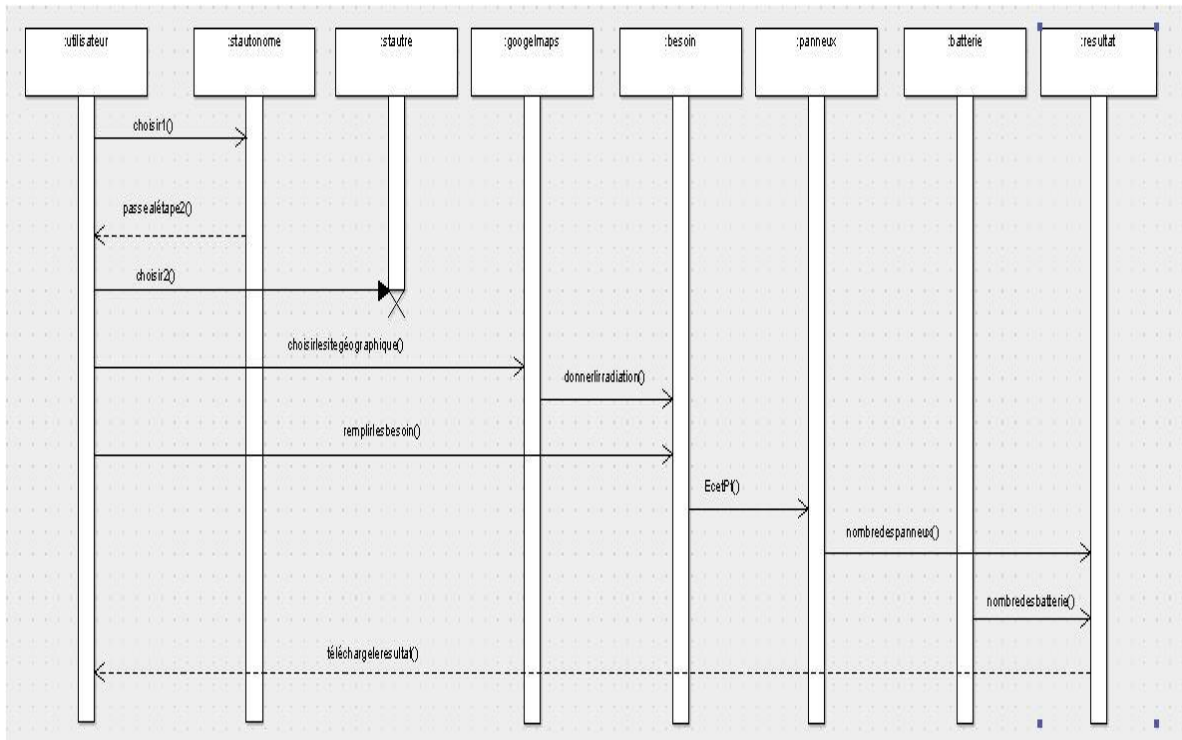 :utilisateur
:stautonome
:stautre
:googelmaps
:besoin
:panneux
:batterie
:resultat
choisir1()
passealétape2()
choisir2()
choisirlesitegéographique()
donnerlirradiation()
remplirlesbesoin()
EcetPt()
nombredespanneux()
nombredesbatterie()
téléchargeleresultat()